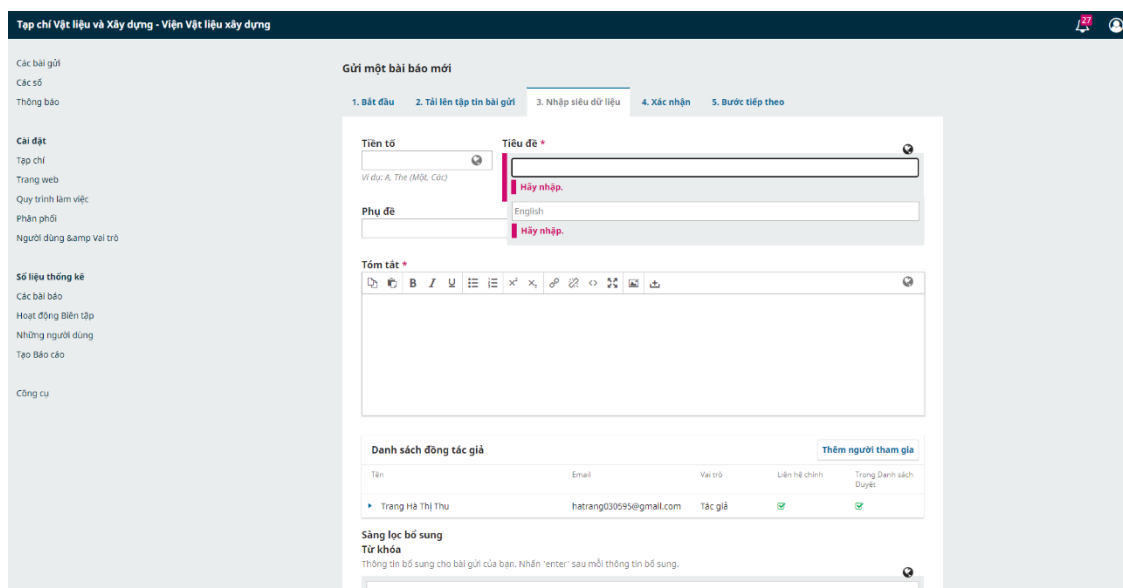 Tạp chí Vật liệu và Xây dựng - Viện Vật liệu xây dựng
27
Các bài gửi
Các số
Thông báo
Cài đặt
Tạp chí
Trang web
Quy trình làm việc
Phân phối
Người dùng &amp Vai trò
Số liệu thống kê
Các bài báo
Hoạt động Biên tập
Những người dùng
Tạo Báo cáo
Công cụ
Gửi một bài báo mới
1. Bắt đầu 2. Tải lên tập tin bài gửi 3. Nhập siêu dữ liệu 4. Xác nhận 5. Bước tiếp theo
Tiền tố Tiêu đề *
Ví dụ: A, The (Một, Các)
Hãy nhập.
Phụ đề English
Hãy nhập.
Tóm tắt *
B I U
Danh sách đồng tác giả Thêm người tham gia
Tên Email Vai trò Liên hệ chính Trong Danh sách Duyệt
Trang Hà Thị Thu hatrang030595@gmail.com Tác giả
Sàng lọc bổ sung
Từ khóa
Thông tin bổ sung cho bài gửi của bạn, Nhấn 'enter' sau mỗi thông tin bổ sung.